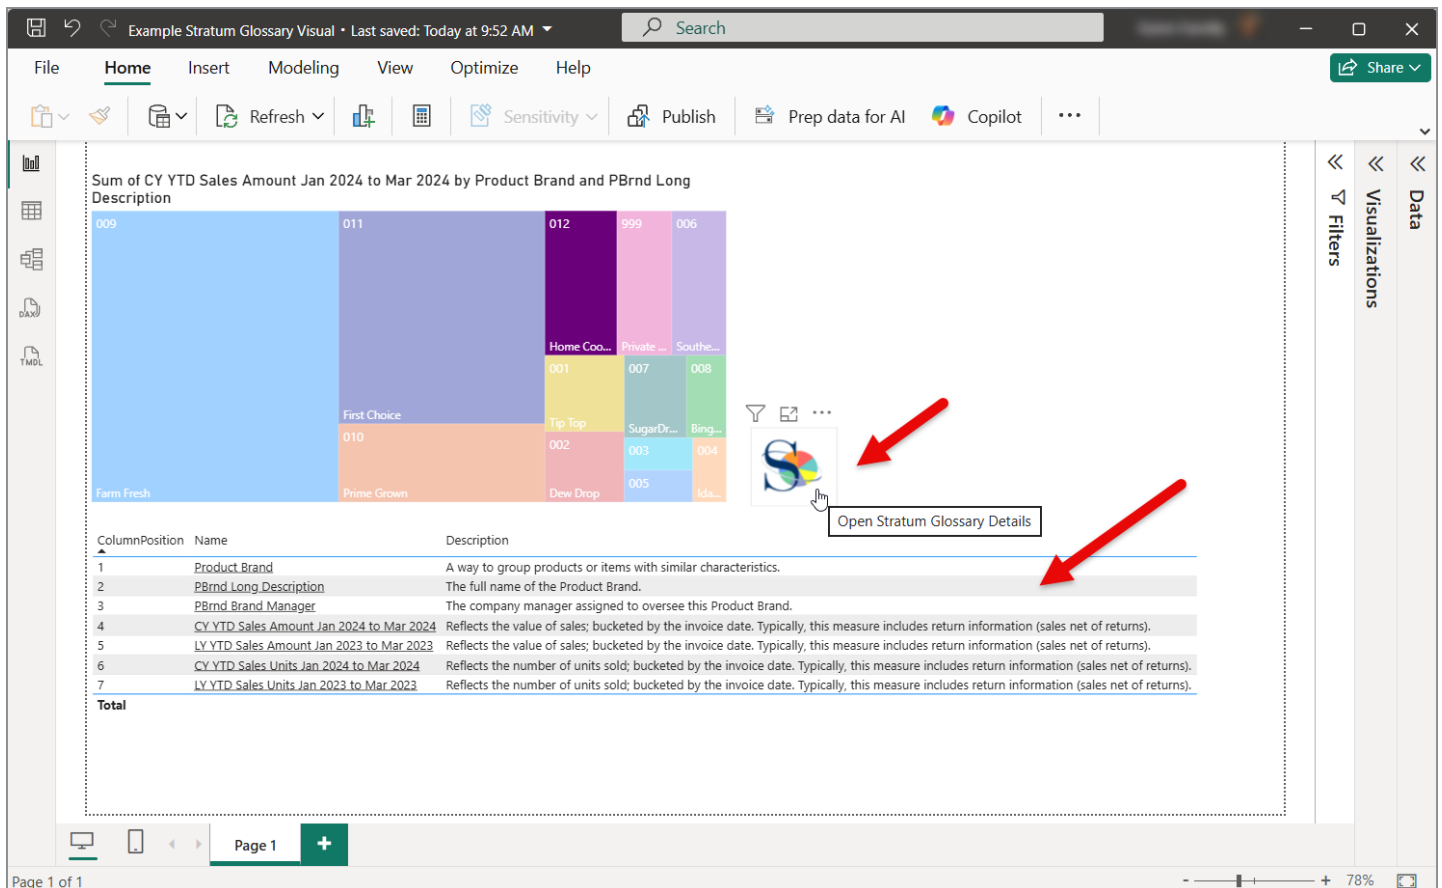 Example Stratum Glossary Visual • Last saved: Today at 9:52 AM
Search
File Home Insert Modeling View Optimize Help
Share
Refresh
Sensitivity
Publish
Prep data for AI
Copilot
Sum of CY YTD Sales Amount Jan 2024 to Mar 2024 by Product Brand and PBrnd Long
Description
009
Farm Fresh
011
First Choice
010
Prime Grown
012
Home Coo...
999
Private ...
006
Southe...
001
Tip Top
002
Dew Drop
007
SugarDr...
008
Bing...
003
005
004
Ida...
S
Open Stratum Glossary Details
ColumnPosition Name Description
1 Product Brand A way to group products or items with similar characteristics.
2 PBrnd Long Description The full name of the Product Brand.
3 PBrnd Brand Manager The company manager assigned to oversee this Product Brand.
4 CY YTD Sales Amount Jan 2024 to Mar 2024 Reflects the value of sales; bucketed by the invoice date. Typically, this measure includes return information (sales net of returns).
5 LY YTD Sales Amount Jan 2023 to Mar 2023 Reflects the value of sales; bucketed by the invoice date. Typically, this measure includes return information (sales net of returns).
6 CY YTD Sales Units Jan 2024 to Mar 2024 Reflects the number of units sold; bucketed by the invoice date. Typically, this measure includes return information (sales net of returns).
7 LY YTD Sales Units Jan 2023 to Mar 2023 Reflects the number of units sold; bucketed by the invoice date. Typically, this measure includes return information (sales net of returns).
Total
Filters
Visualizations
Data
DAX
TMDL
Page 1
+
Page 1 of 1
- + 78%